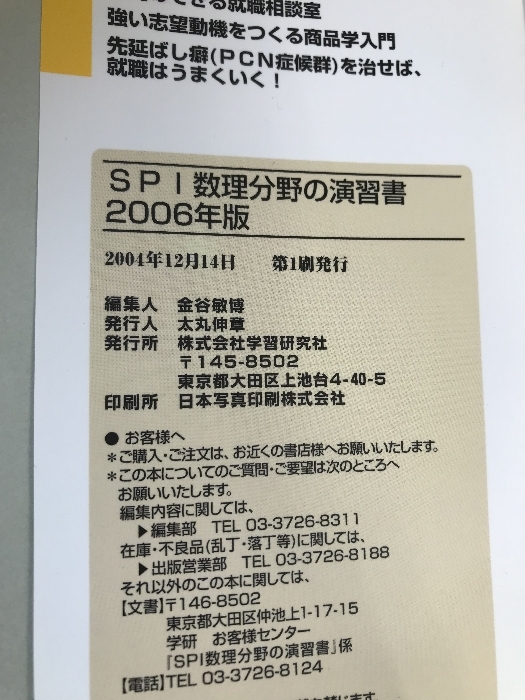 できる就職相談室
強い志望動機をつくる商品学入門
先延ばし癖(PCN症候群)を治せば、
就職はうまくいく！
SPI数理分野の演習書
2006年版
2004年12月14日　第1刷発行
編集人　金谷敏博
発行人　太丸伸章
発行所　株式会社学習研究社
〒145-8502
東京都大田区上池台4-40-5
印刷所　日本写真印刷株式会社
● お客様へ
＊ご購入・ご注文は、お近くの書店様へお願いいたします。
＊この本についてのご質問・ご要望は次のところへ
お願いいたします。
編集内容に関しては、
▶編集部　TEL 03-3726-8311
在庫・不良品(乱丁・落丁等)に関しては、
▶出版営業部　TEL 03-3726-8188
それ以外のこの本に関しては、
【文書】〒146-8502
東京都大田区仲池上1-17-15
学研　お客様センター
『SPI数理分野の演習書』係
【電話】TEL 03-3726-8124